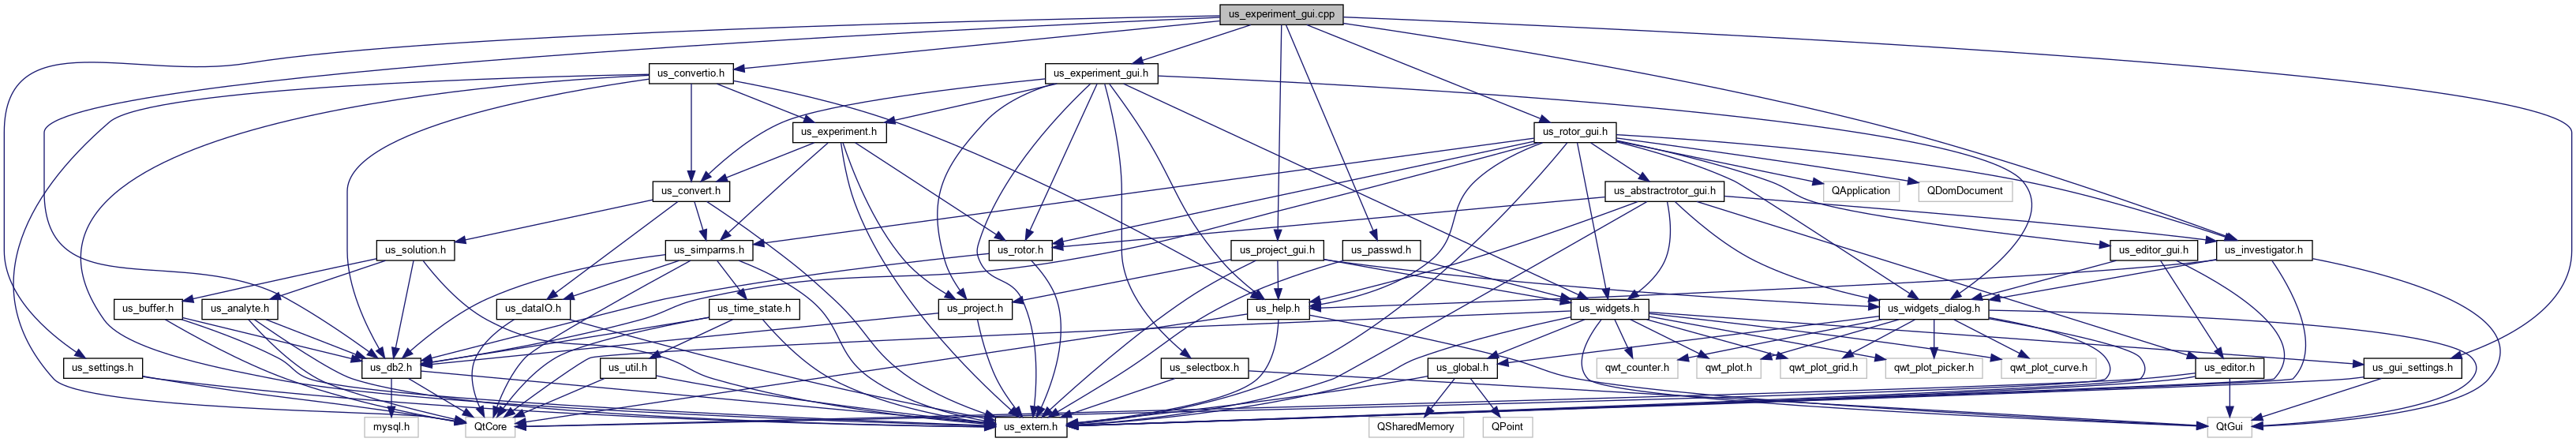 us_experiment_gui.cpp
us_convertio.h
us_experiment_gui.h
us_experiment.h
us_rotor_gui.h
us_convert.h
us_abstractrotor_gui.h
QApplication
QDomDocument
us_solution.h
us_simparms.h
us_rotor.h
us_project_gui.h
us_passwd.h
us_editor_gui.h
us_investigator.h
us_buffer.h
us_analyte.h
us_dataIO.h
us_time_state.h
us_project.h
us_help.h
us_widgets.h
us_widgets_dialog.h
us_settings.h
us_db2.h
us_util.h
us_selectbox.h
us_global.h
qwt_counter.h
qwt_plot.h
qwt_plot_grid.h
qwt_plot_picker.h
qwt_plot_curve.h
us_editor.h
us_gui_settings.h
mysql.h
QtCore
us_extern.h
QSharedMemory
QPoint
QtGui